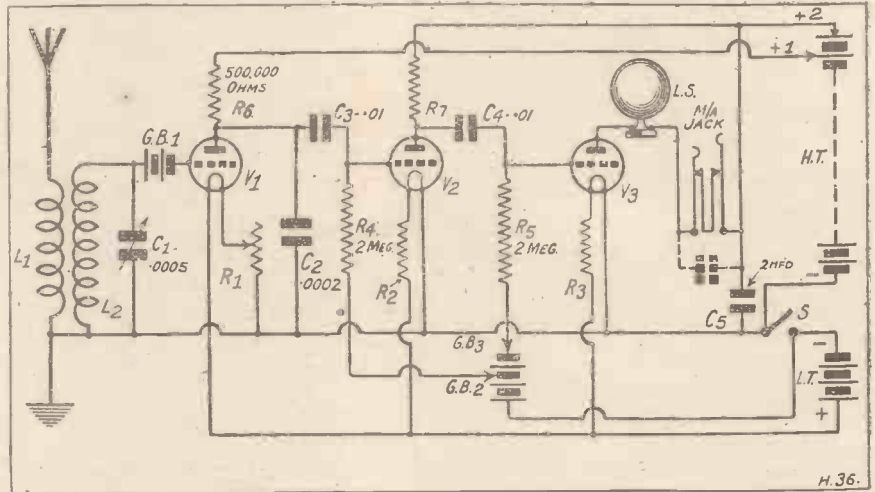 +2
+1
500,000
OHMS
R6
R7
C3·.01
C4·.01
L.S.
M/A
JACK
H.T.
G.B.1
V1
V2
V3
C1·
.0005
L1
L2
R1
C2
.0002
R4
2 MEG.
R2
R5
2 MEG.
R3
2MFD
C5
-
S
-
G.B3
G.B.2
L.T.
+
H.36.